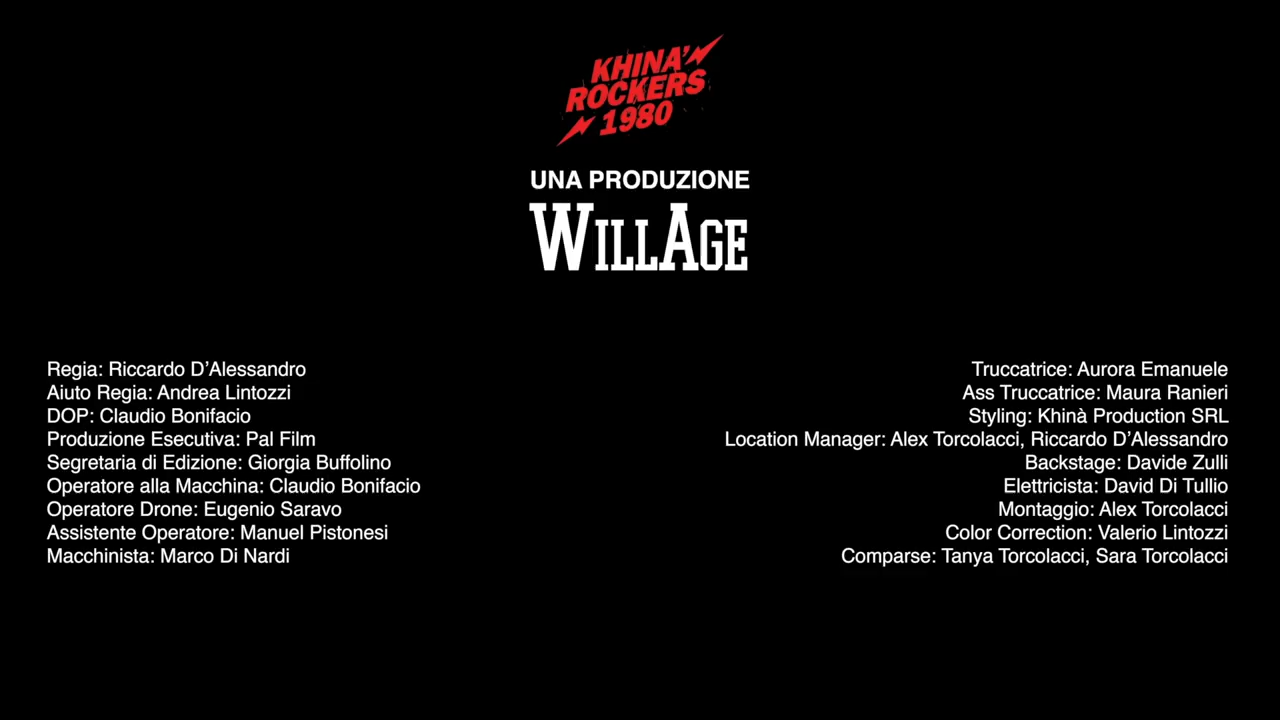 KHINA'
ROCKERS
1980
UNA PRODUZIONE
WILLAGE
Regia: Riccardo D’Alessandro
Aiuto Regia: Andrea Lintozzi
DOP: Claudio Bonifacio
Produzione Esecutiva: Pal Film
Segretaria di Edizione: Giorgia Buffolino
Operatore alla Macchina: Claudio Bonifacio
Operatore Drone: Eugenio Saravo
Assistente Operatore: Manuel Pistonesi
Macchinista: Marco Di Nardi
Truccatrice: Aurora Emanuele
Ass Truccatrice: Maura Ranieri
Styling: Khinà Production SRL
Location Manager: Alex Torcolacci, Riccardo D’Alessandro
Backstage: Davide Zulli
Elettricista: David Di Tullio
Montaggio: Alex Torcolacci
Color Correction: Valerio Lintozzi
Comparse: Tanya Torcolacci, Sara Torcolacci